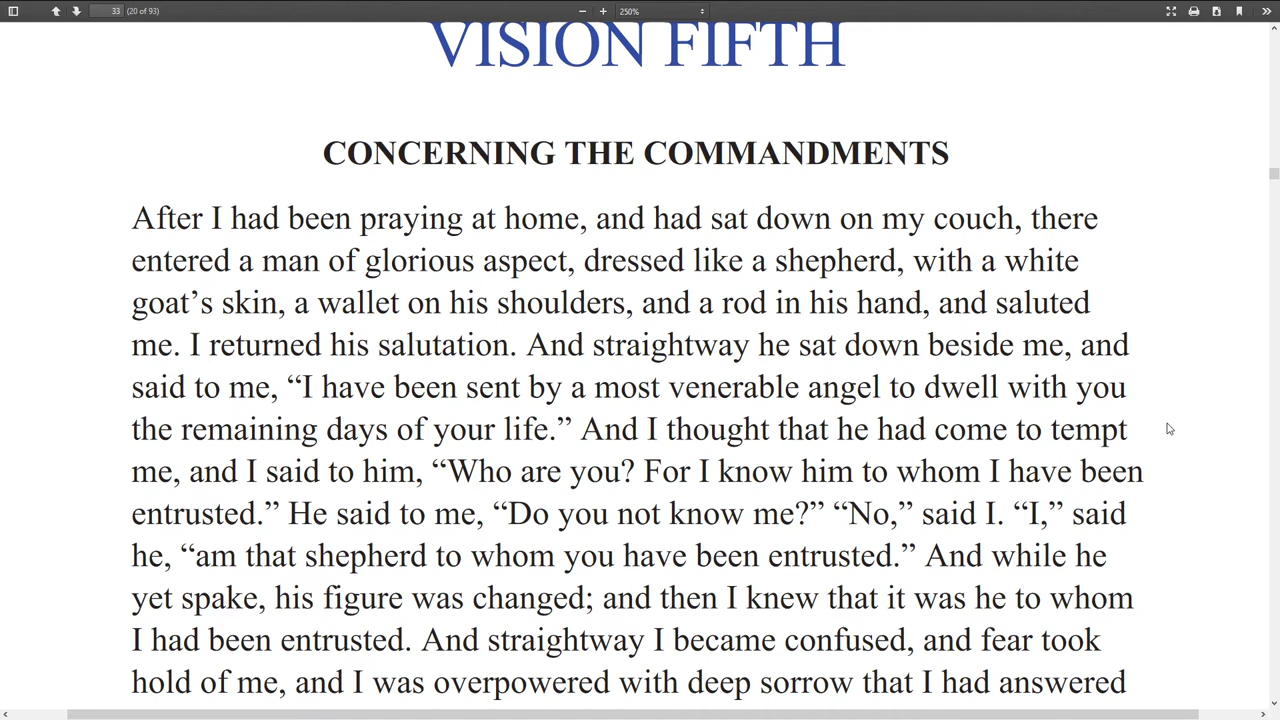 33 (20 of 93) 250%
VISION FIFTH
CONCERNING THE COMMANDMENTS
After I had been praying at home, and had sat down on my couch, there
entered a man of glorious aspect, dressed like a shepherd, with a white
goat’s skin, a wallet on his shoulders, and a rod in his hand, and saluted
me. I returned his salutation. And straightway he sat down beside me, and
said to me, “I have been sent by a most venerable angel to dwell with you
the remaining days of your life.” And I thought that he had come to tempt
me, and I said to him, “Who are you? For I know him to whom I have been
entrusted.” He said to me, “Do you not know me?” “No,” said I. “I,” said
he, “am that shepherd to whom you have been entrusted.” And while he
yet spake, his figure was changed; and then I knew that it was he to whom
I had been entrusted. And straightway I became confused, and fear took
hold of me, and I was overpowered with deep sorrow that I had answered